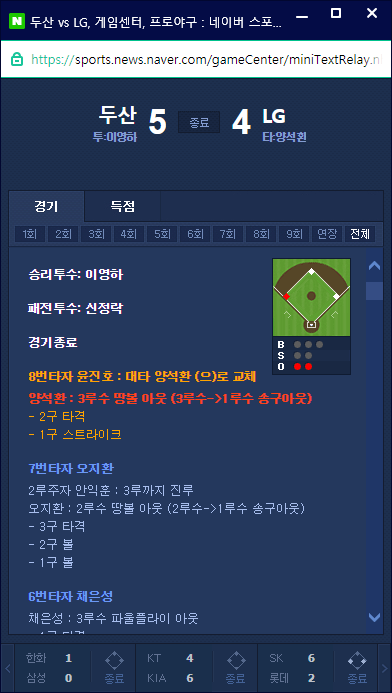 두산 vs LG, 게임센터, 프로야구 : 네이버 스포...
https://sports.news.naver.com/gameCenter/miniTextRelay.n
두산 5 종료 4 LG
투:이영하 타:양석환
경기 득점
1회 2회 3회 4회 5회 6회 7회 8회 9회 연장 전체
승리투수: 이영하
패전투수: 신정락
경기종료
B
S
O
8번타자 윤진호 : 대타 양석환 (으)로 교체
양석환 : 3루수 땅볼 아웃 (3루수->1루수 송구아웃)
- 2구 타격
- 1구 스트라이크
7번타자 오지환
2루주자 안익훈 : 3루까지 진루
오지환 : 2루수 땅볼 아웃 (2루수->1루수 송구아웃)
- 3구 타격
- 2구 볼
- 1구 볼
6번타자 채은성
채은성 : 3루수 파울플라이 아웃
- 4구 타격
한화 1 KT 4 SK 6
삼성 0 종료 KIA 6 종료 롯데 2 종료